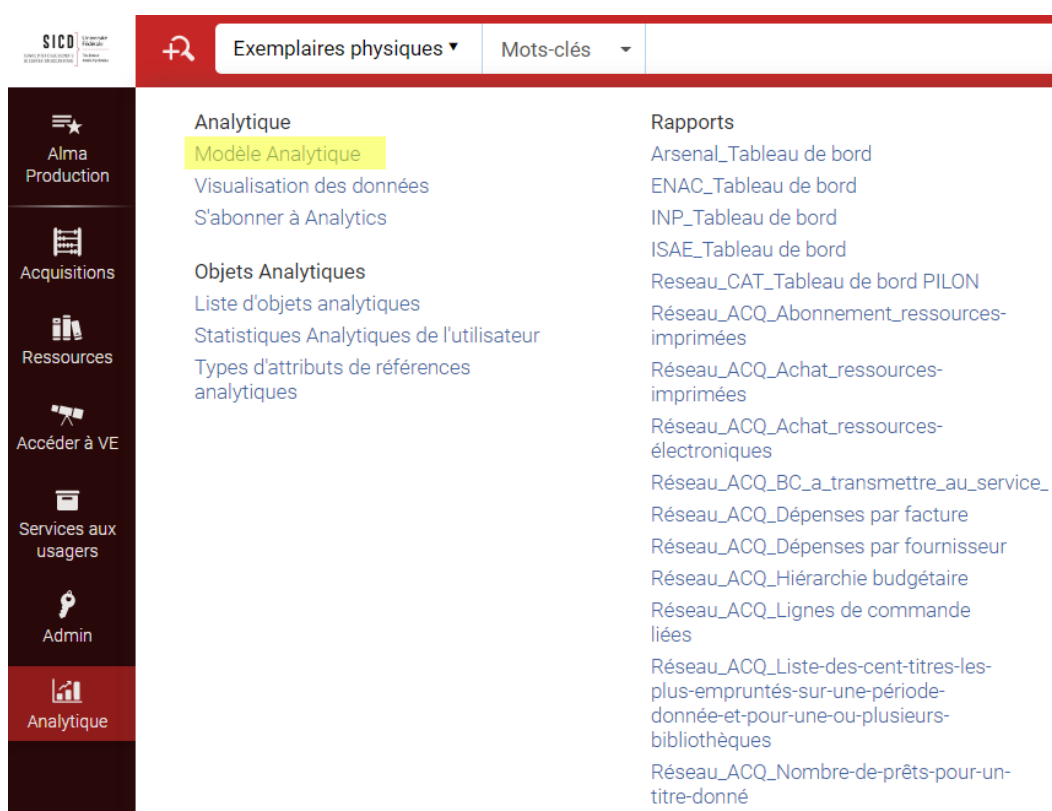 SICD
Université
Fédérale
Exemplaires physiques
Mots-clés
Alma
Production
Acquisitions
Ressources
Accéder à VE
Services aux
usagers
Admin
Analytique
Analytique
Modèle Analytique
Visualisation des données
S'abonner à Analytics
Objets Analytiques
Liste d'objets analytiques
Statistiques Analytiques de l'utilisateur
Types d'attributs de références
analytiques
Rapports
Arsenal_Tableau de bord
ENAC_Tableau de bord
INP_Tableau de bord
ISAE_Tableau de bord
Reseau_CAT_Tableau de bord PILON
Réseau_ACQ_Abonnement_ressources-
imprimées
Réseau_ACQ_Achat_ressources-
imprimées
Réseau_ACQ_Achat_ressources-
électroniques
Réseau_ACQ_BC_a_transmettre_au_service_
Réseau_ACQ_Dépenses par facture
Réseau_ACQ_Dépenses par fournisseur
Réseau_ACQ_Hiérarchie budgétaire
Réseau_ACQ_Lignes de commande
liées
Réseau_ACQ_Liste-des-cent-titres-les-
plus-empruntés-sur-une-période-
donnée-et-pour-une-ou-plusieurs-
bibliothèques
Réseau_ACQ_Nombre-de-prêts-pour-un-
titre-donné